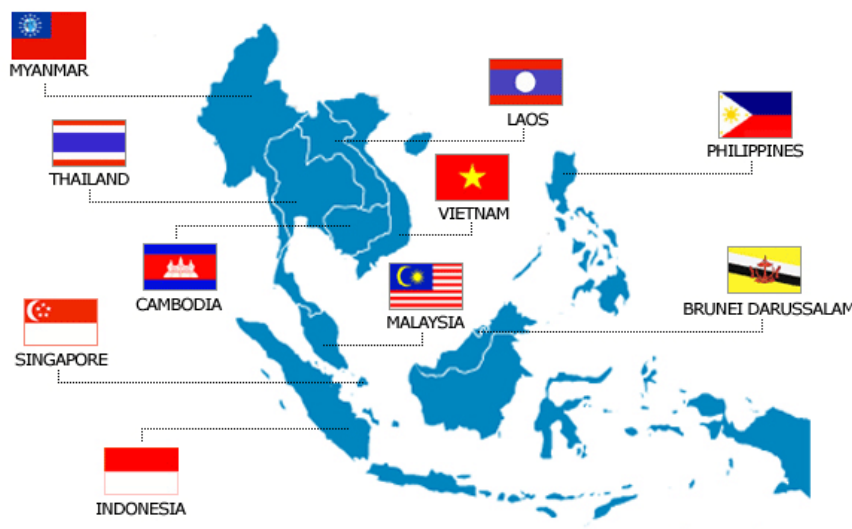 MYANMAR
LAOS
PHILIPPINES
THAILAND
VIETNAM
CAMBODIA
MALAYSIA
BRUNEI DARUSSALAM
SINGAPORE
INDONESIA